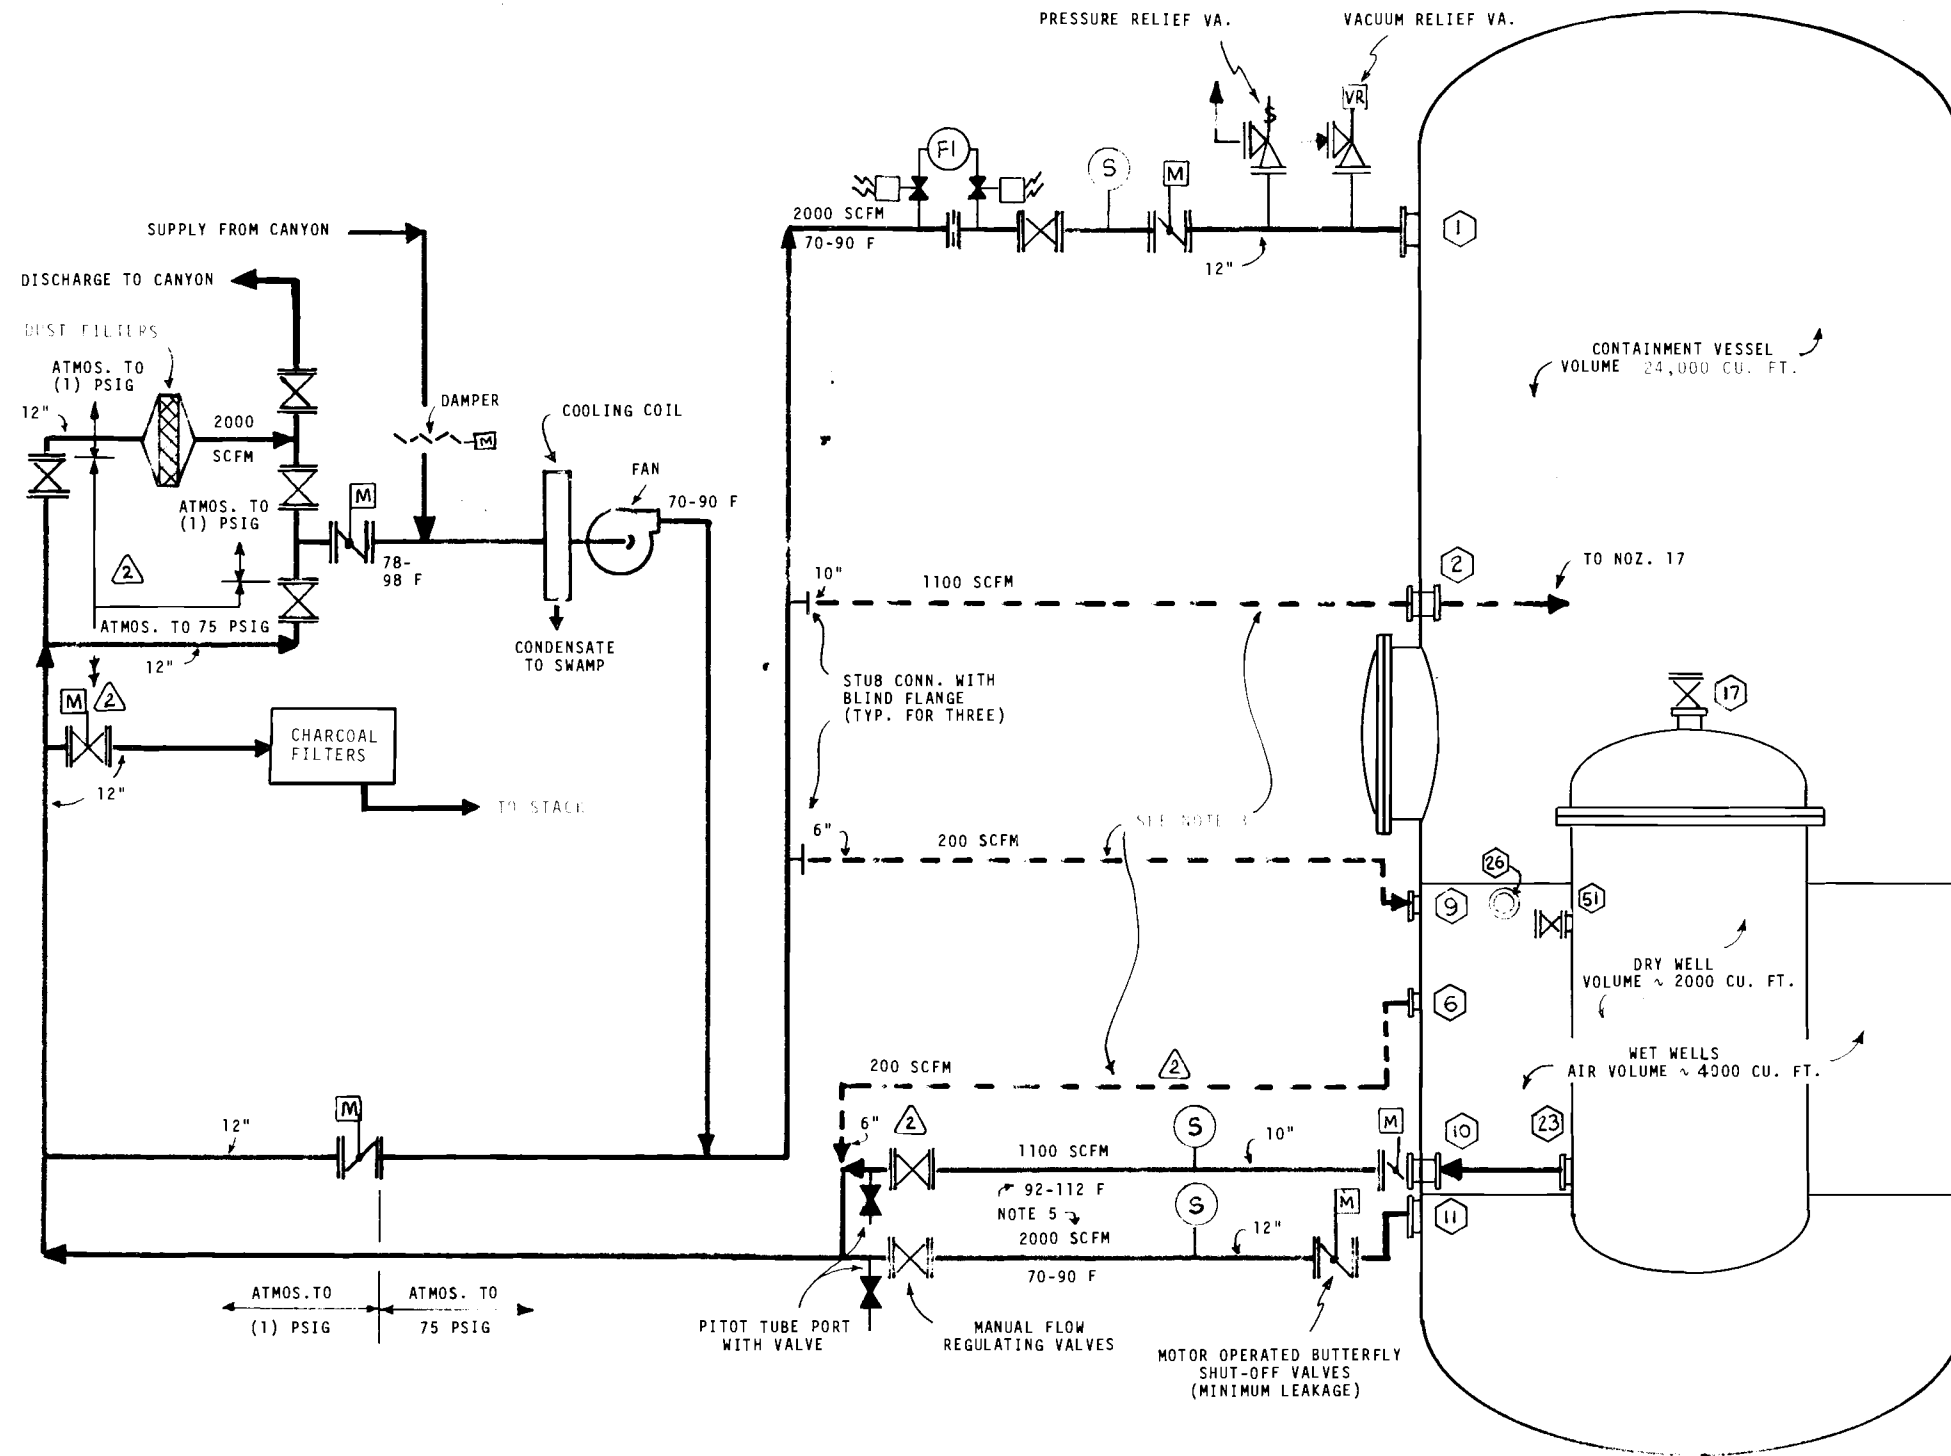 PRESSURE RELIEF VA.
VACUUM RELIEF VA.
VR
S
FI
S
M
2000 SCFM
70-90 F
12"
1
SUPPLY FROM CANYON
DISCHARGE TO CANYON
DUST FILTERS
ATMOS. TO
(1) PSIG
12"
2000
SCFM
DAMPER
M
COOLING COIL
FAN
70-90 F
CONTAINMENT VESSEL
VOLUME 24,000 CU. FT.
ATMOS. TO
(1) PSIG
M
78-
98 F
2
ATMOS. TO 75 PSIG
12"
CONDENSATE
TO SWAMP
10"
1100 SCFM
2
TO NOZ. 17
M
2
CHARCOAL
FILTERS
12"
TO STACK
STUB CONN. WITH
BLIND FLANGE
(TYP. FOR THREE)
17
6"
200 SCFM
SEE NOTE 3
26
51
9
DRY WELL
VOLUME ~ 2000 CU. FT.
6
WET WELLS
AIR VOLUME ~ 4000 CU. FT.
200 SCFM
2
12"
M
6"
2
S
10"
M
10
23
1100 SCFM
92-112 F
NOTE 5
S
M
11
2000 SCFM
12"
70-90 F
ATMOS.TO
(1) PSIG
ATMOS. TO
75 PSIG
PITOT TUBE PORT
WITH VALVE
MANUAL FLOW
REGULATING VALVES
MOTOR OPERATED BUTTERFLY
SHUT-OFF VALVES
(MINIMUM LEAKAGE)